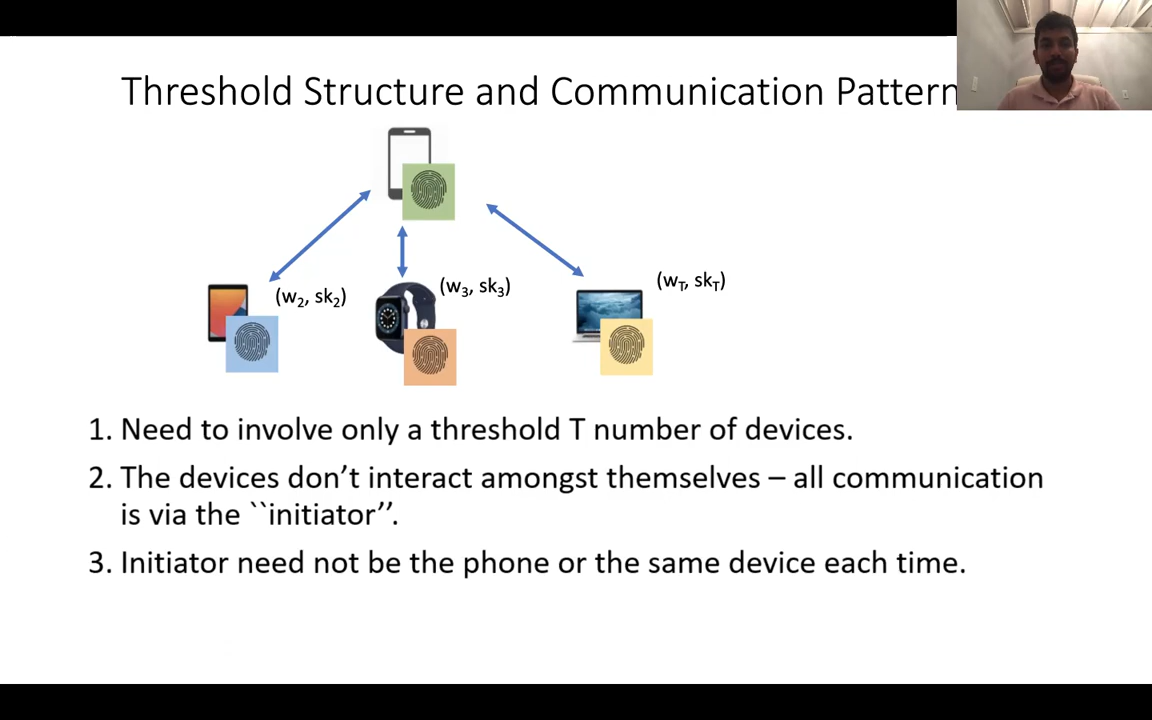 Threshold Structure and Communication Pattern
(w₃, sk₃)
(w_T, sk_T)
(w₂, sk₂)
1. Need to involve only a threshold T number of devices.
2. The devices don’t interact amongst themselves – all communication
is via the ``initiator’’.
3. Initiator need not be the phone or the same device each time.